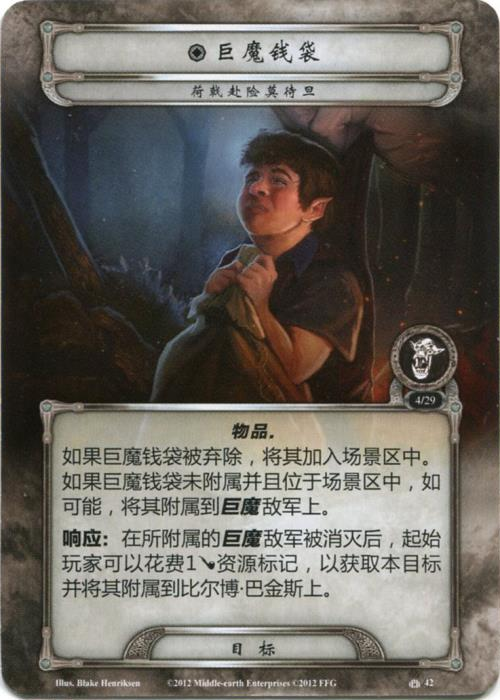 巨魔钱袋
荷戟赴险莫待旦
4/29
物品.
如果巨魔钱袋被弃除，将其加入场景区中。
如果巨魔钱袋未附属并且位于场景区中，如
可能，将其附属到巨魔敌军上。
响应：在所附属的巨魔敌军被消灭后，起始
玩家可以花费1资源标记，以获取本目标
并将其附属到比尔博·巴金斯上。
目标
Illus. Blake Henriksen ©2012 Middle-earth Enterprises ©2012 FFG 42